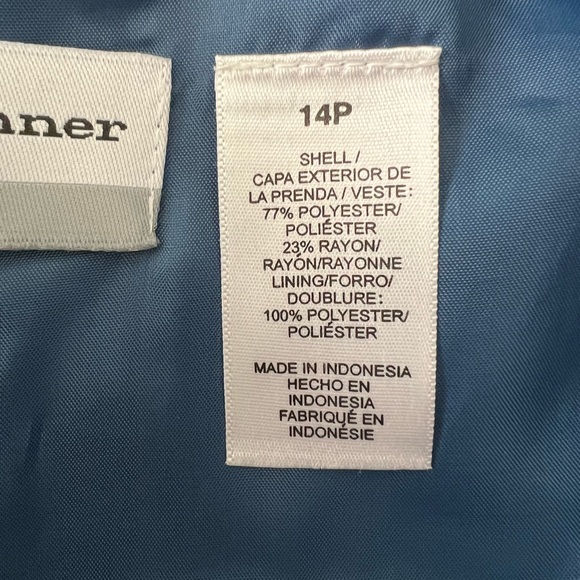 nner
14P
SHELL /
CAPA EXTERIOR DE
LA PRENDA / VESTE:
77% POLYESTER/
POLIÉSTER
23% RAYON/
RAYÓN/RAYONNE
LINING/FORRO/
DOUBLURE:
100% POLYESTER/
POLIÉSTER
MADE IN INDONESIA
HECHO EN
INDONESIA
FABRIQUÉ EN
INDONÉSIE